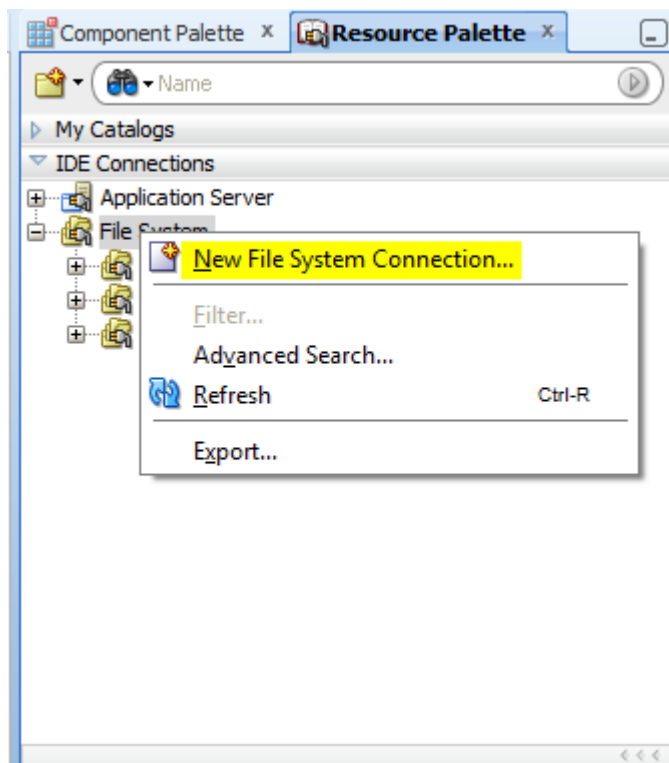 Component Palette x Resource Palette x
Name
My Catalogs
IDE Connections
Application Server
File System
New File System Connection...
Filter...
Advanced Search...
Refresh Ctrl-R
Export...